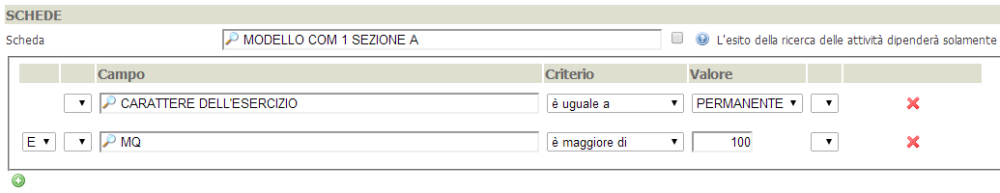 SCHEDE
Scheda MODELLO COM 1 SEZIONE A L'esito della ricerca delle attività dipenderà solamente
Campo Criterio Valore
CARATTERE DELL'ESERCIZIO è uguale a PERMANENTE
E MQ è maggiore di 100